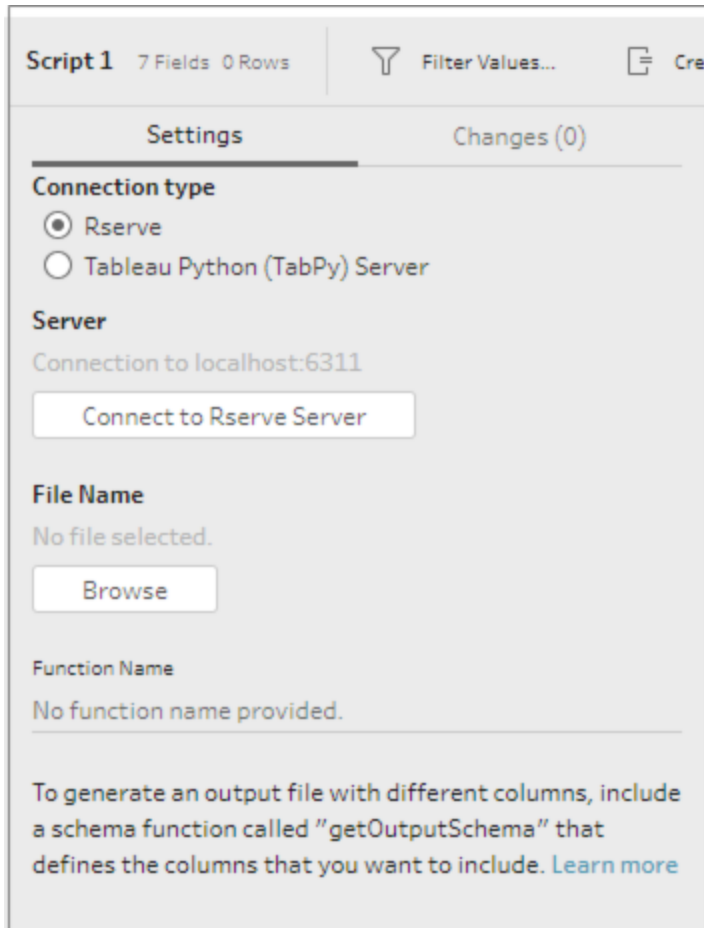 Script 1 7 Fields 0 Rows Filter Values... Cre
Settings Changes (0)
Connection type
Rserve
Tableau Python (TabPy) Server
Server
Connection to localhost:6311
Connect to Rserve Server
File Name
No file selected.
Browse
Function Name
No function name provided.
To generate an output file with different columns, include
a schema function called "getOutputSchema" that
defines the columns that you want to include. Learn more